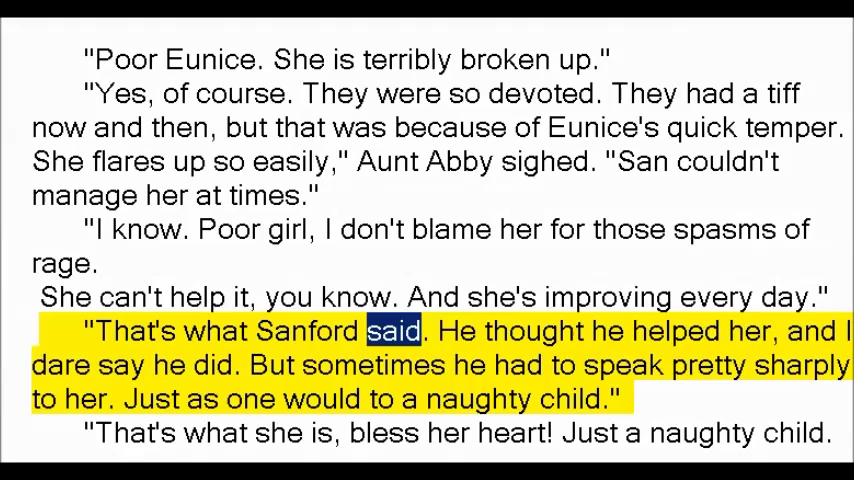 "Poor Eunice. She is terribly broken up."
"Yes, of course. They were so devoted. They had a tiff
now and then, but that was because of Eunice's quick temper.
She flares up so easily," Aunt Abby sighed. "San couldn't
manage her at times."
"I know. Poor girl, I don't blame her for those spasms of
rage.
She can't help it, you know. And she's improving every day."
"That's what Sanford said. He thought he helped her, and I
dare say he did. But sometimes he had to speak pretty sharply
to her. Just as one would to a naughty child."
"That's what she is, bless her heart! Just a naughty child.